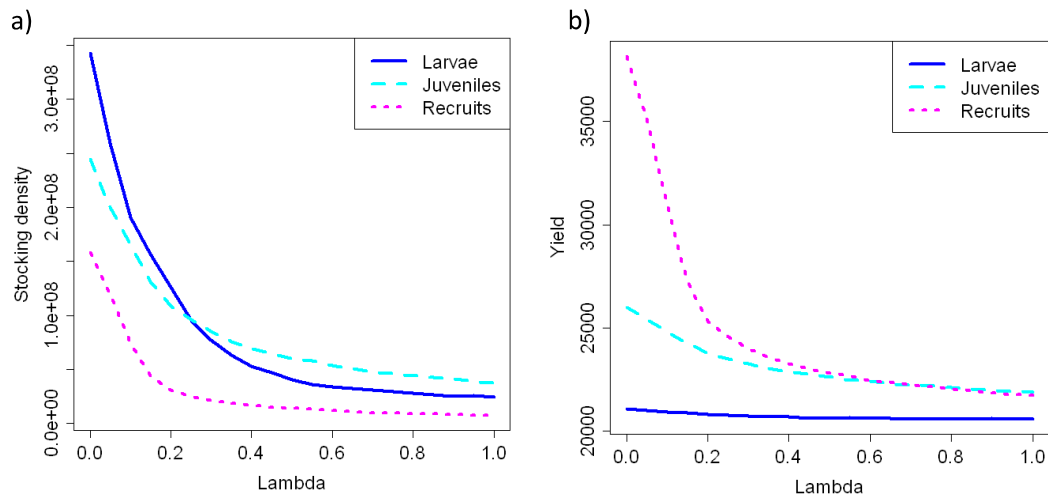 a)
Larvae
Juveniles
Recruits
Stocking density
0.0e+00
1.0e+08
2.0e+08
3.0e+08
0.0 0.2 0.4 0.6 0.8 1.0
Lambda
b)
Larvae
Juveniles
Recruits
Yield
20000
25000
30000
35000
0.0 0.2 0.4 0.6 0.8 1.0
Lambda